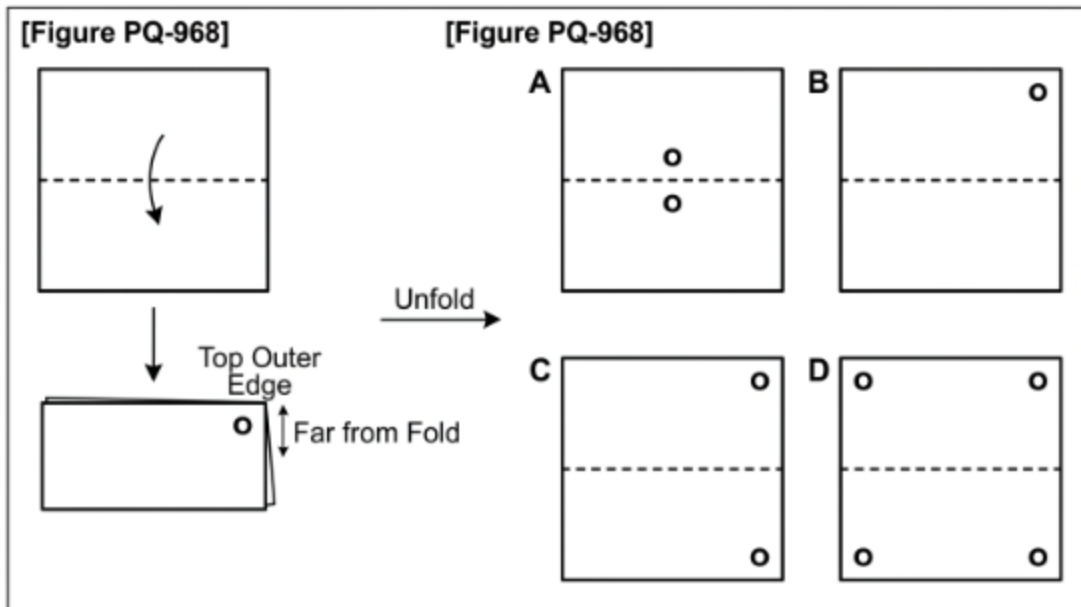 [Figure PQ-968]
[Figure PQ-968]
A
B
Unfold
Top Outer
Edge
Far from Fold
C
D